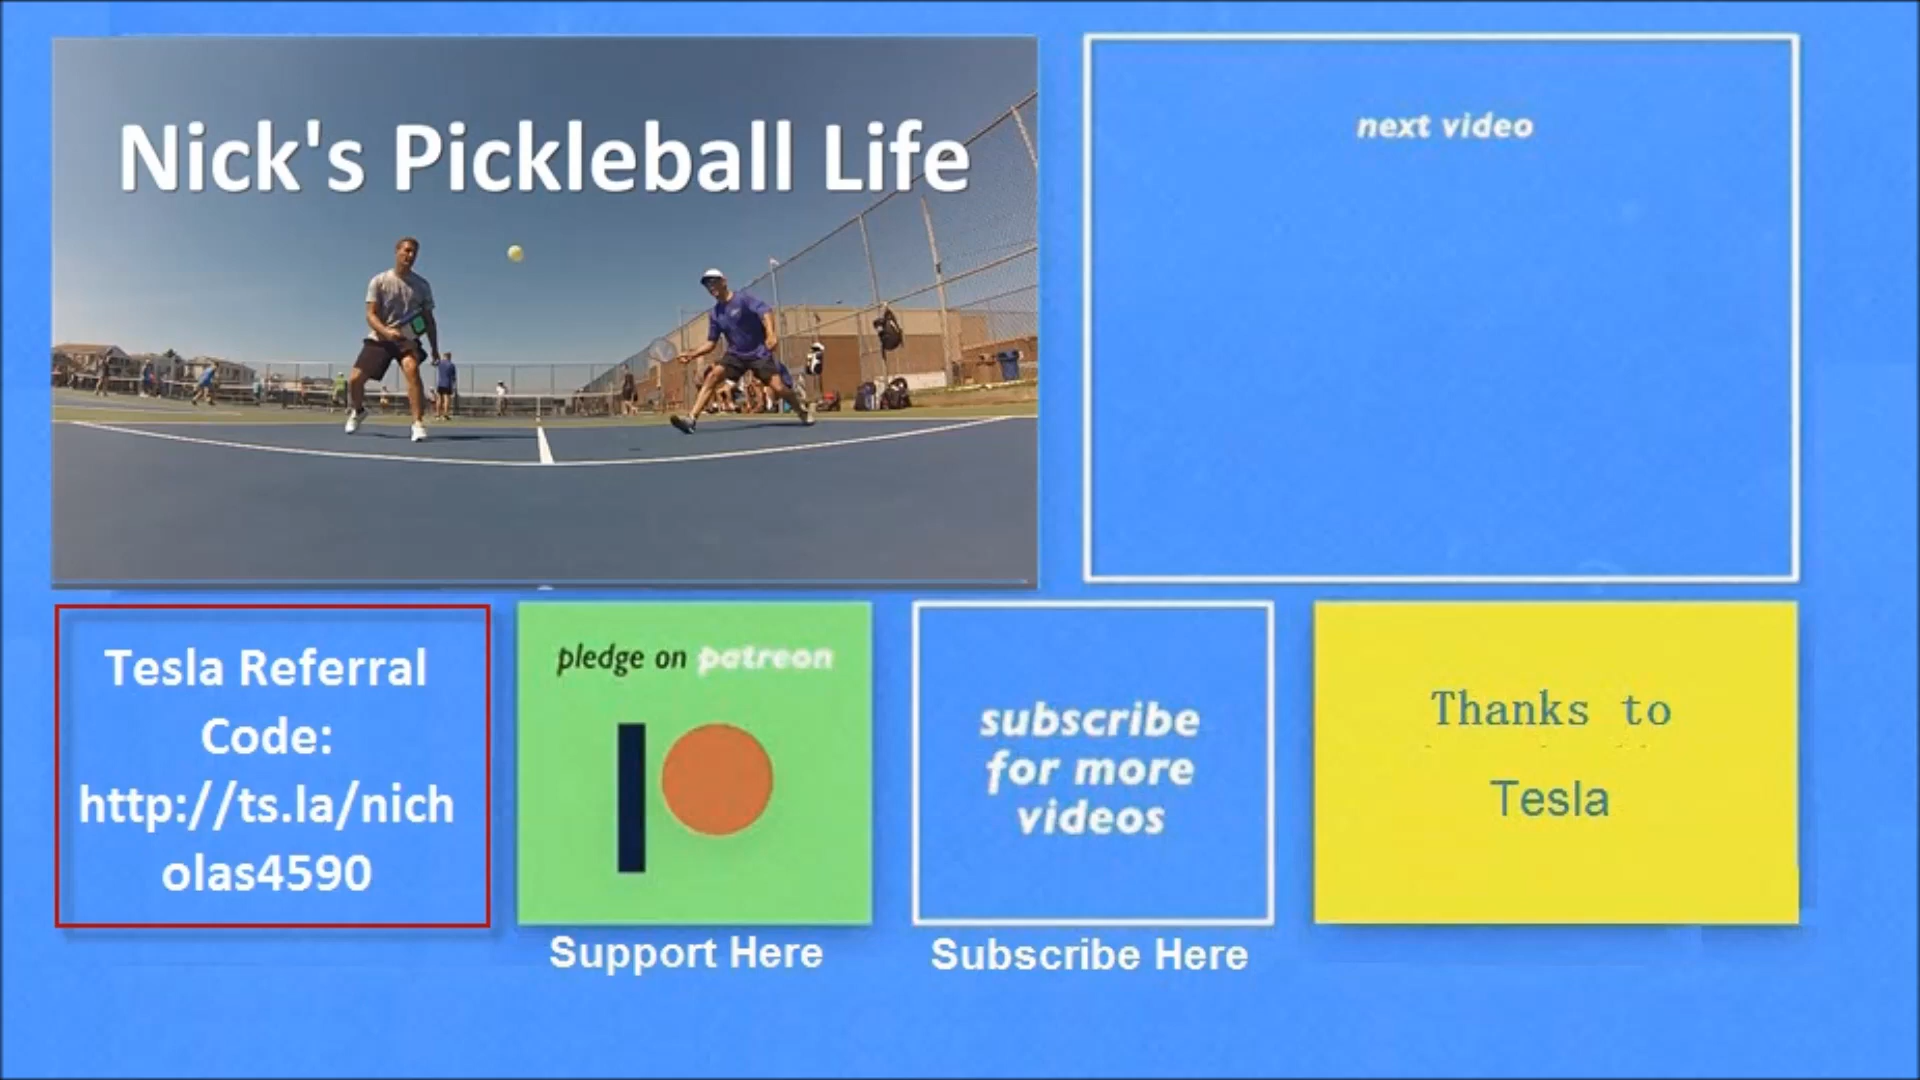 Nick's Pickleball Life
next video
Tesla Referral
Code:
http://ts.la/nich
olas4590
pledge on patreon
Support Here
subscribe
for more
videos
Subscribe Here
Thanks to
Tesla